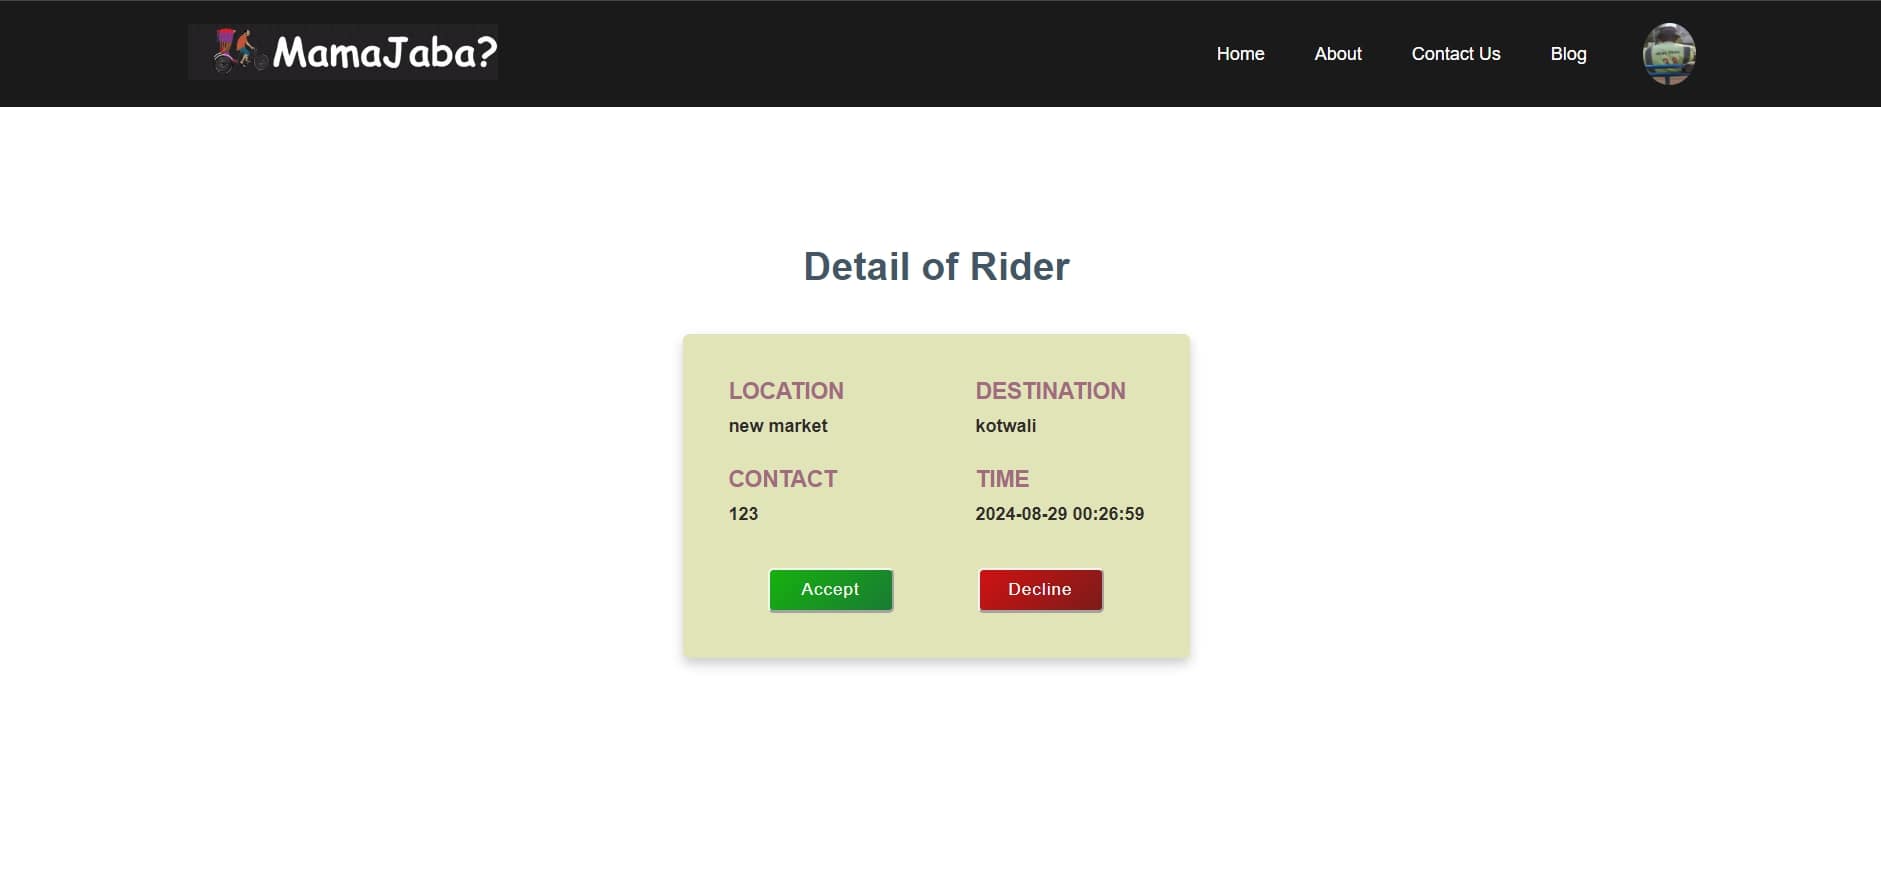 MamaJaba?
Home About Contact Us Blog
Detail of Rider
LOCATION DESTINATION
new market kotwali
CONTACT TIME
123 2024-08-29 00:26:59
Accept Decline